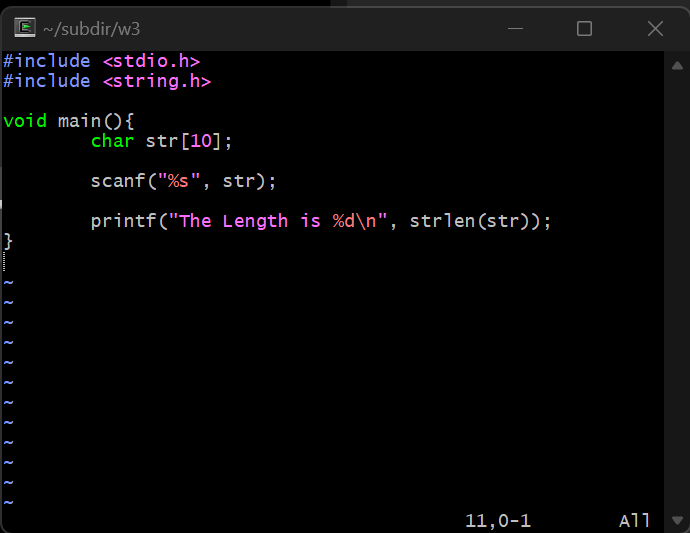 ~/subdir/w3
#include <stdio.h>
#include <string.h>

void main(){
        char str[10];

        scanf("%s", str);

        printf("The Length is %d\n", strlen(str));
}

~
~
~
~
~
~
~
~
~
~
~
~
11,0-1        All